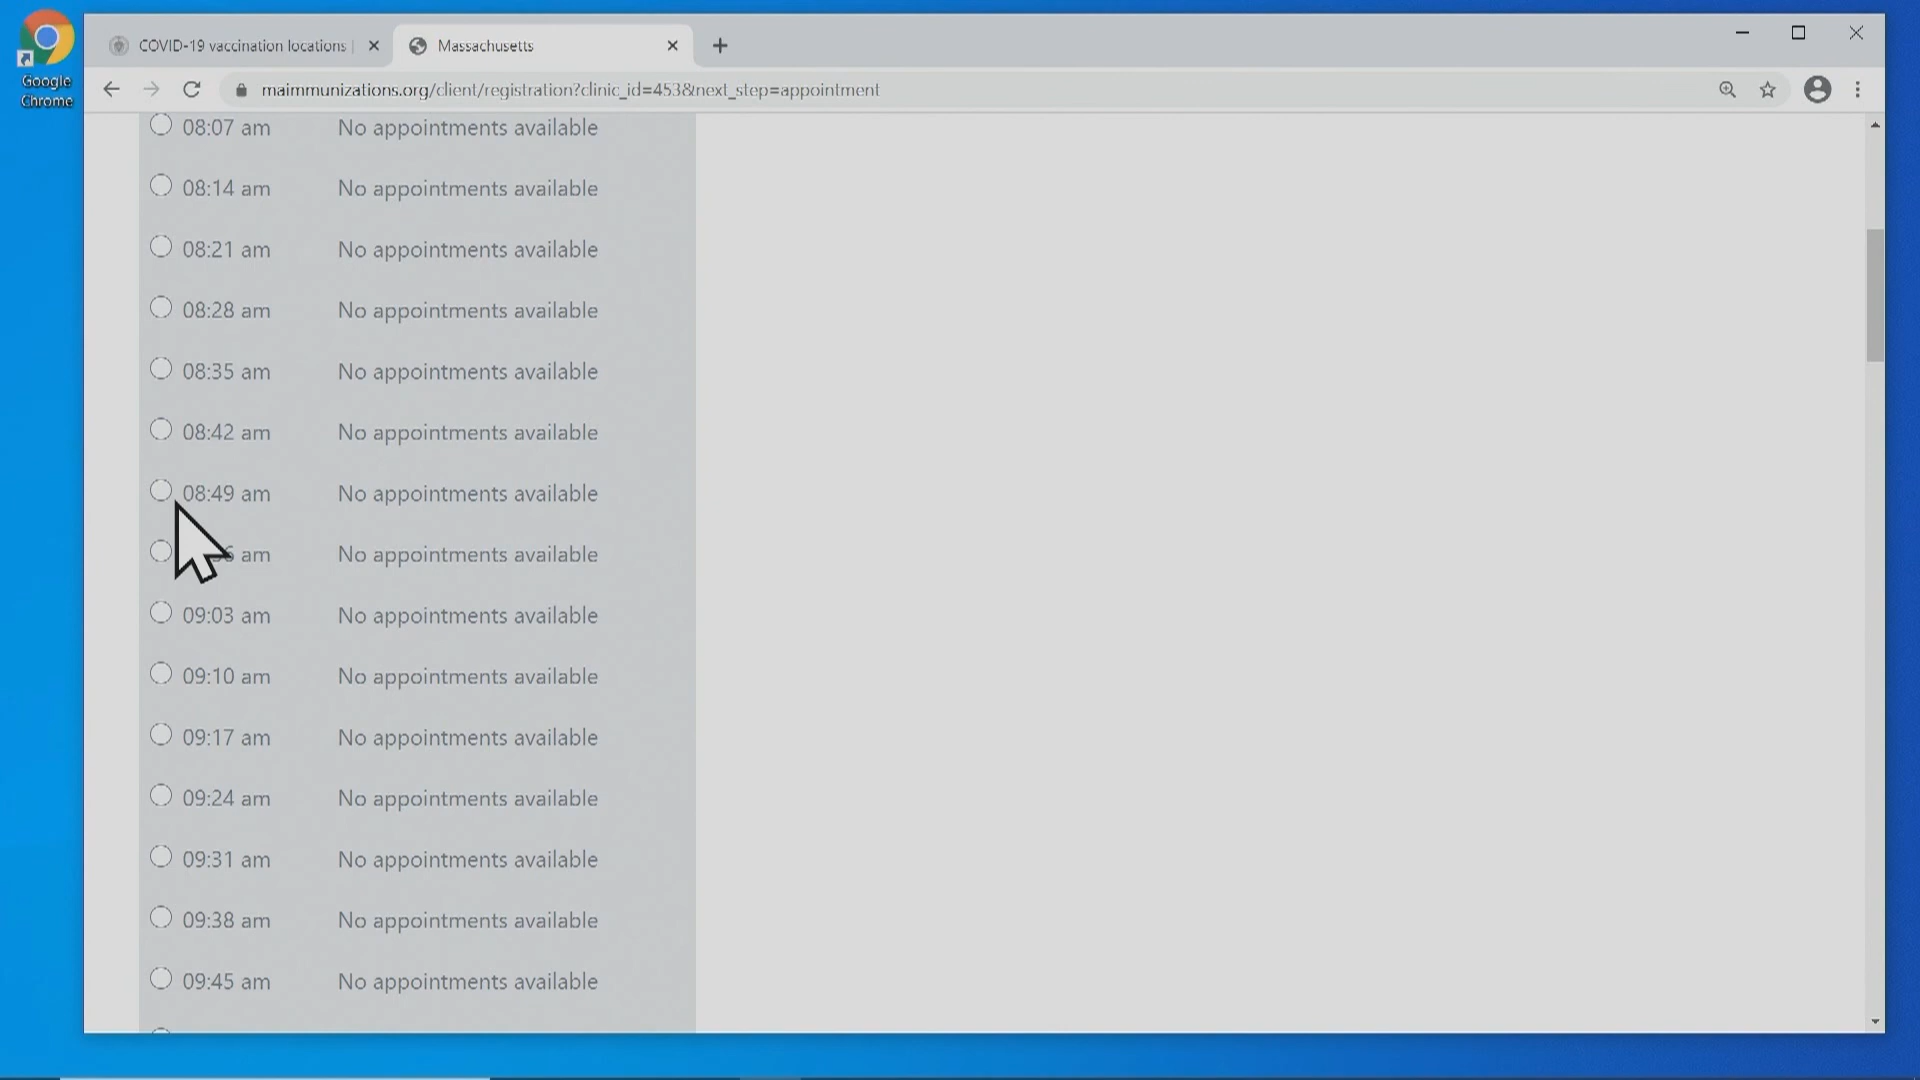 Google
Chrome
COVID-19 vaccination locations |
Massachusetts
maimmunizations.org/client/registration?clinic_id=453&next_step=appointment
08:07 am No appointments available
08:14 am No appointments available
08:21 am No appointments available
08:28 am No appointments available
08:35 am No appointments available
08:42 am No appointments available
08:49 am No appointments available
am No appointments available
09:03 am No appointments available
09:10 am No appointments available
09:17 am No appointments available
09:24 am No appointments available
09:31 am No appointments available
09:38 am No appointments available
09:45 am No appointments available